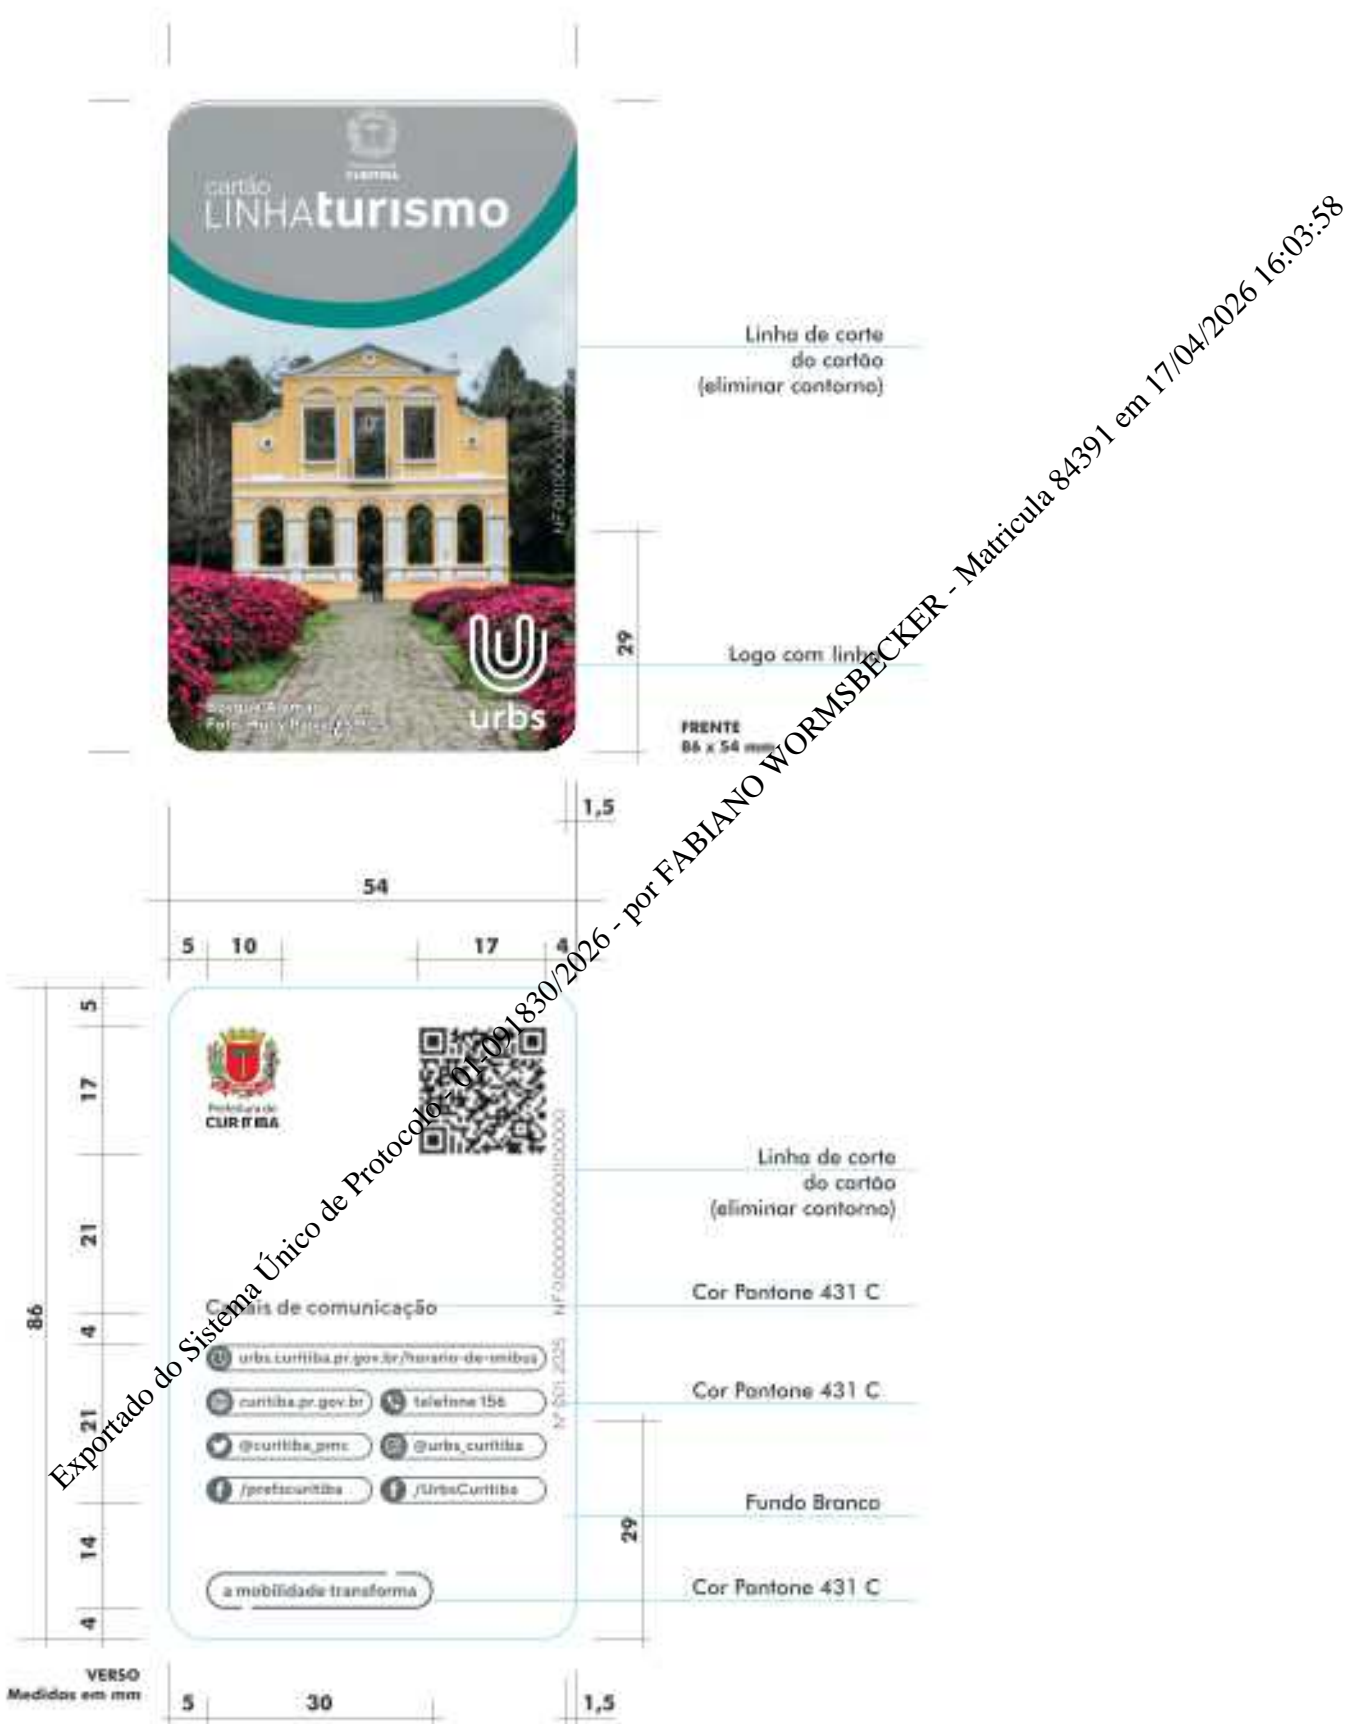 CURITIBA
cartão
LINHAturismo
Linha de corte
do cartão
(eliminar contorno)
29
Logo com linha
urbs
FRENTE
86 x 54 mm
1,5
54
5 10 17 4
5
17
21
4
21
14
4
86
Prefeitura de
CURITIBA
Linha de corte
do cartão
(eliminar contorno)
Cor Pantone 431 C
Canais de comunicação
urbs.curitiba.pr.gov.br/horario-de-onibus
curitiba.pr.gov.br telefone 156
Cor Pantone 431 C
@curitiba_pmc @urbs_curitiba
/prefscuritiba /UrbsCuritiba
Fundo Branco
29
a mobilidade transforma
Cor Pantone 431 C
VERSO
Medidas em mm
5 30 1,5
Exportado do Sistema Único de Protocolo - 01-091830/2026 - por FABIANO WORMSBECKER - Matricula 84391 em 17/04/2026 16:03:58